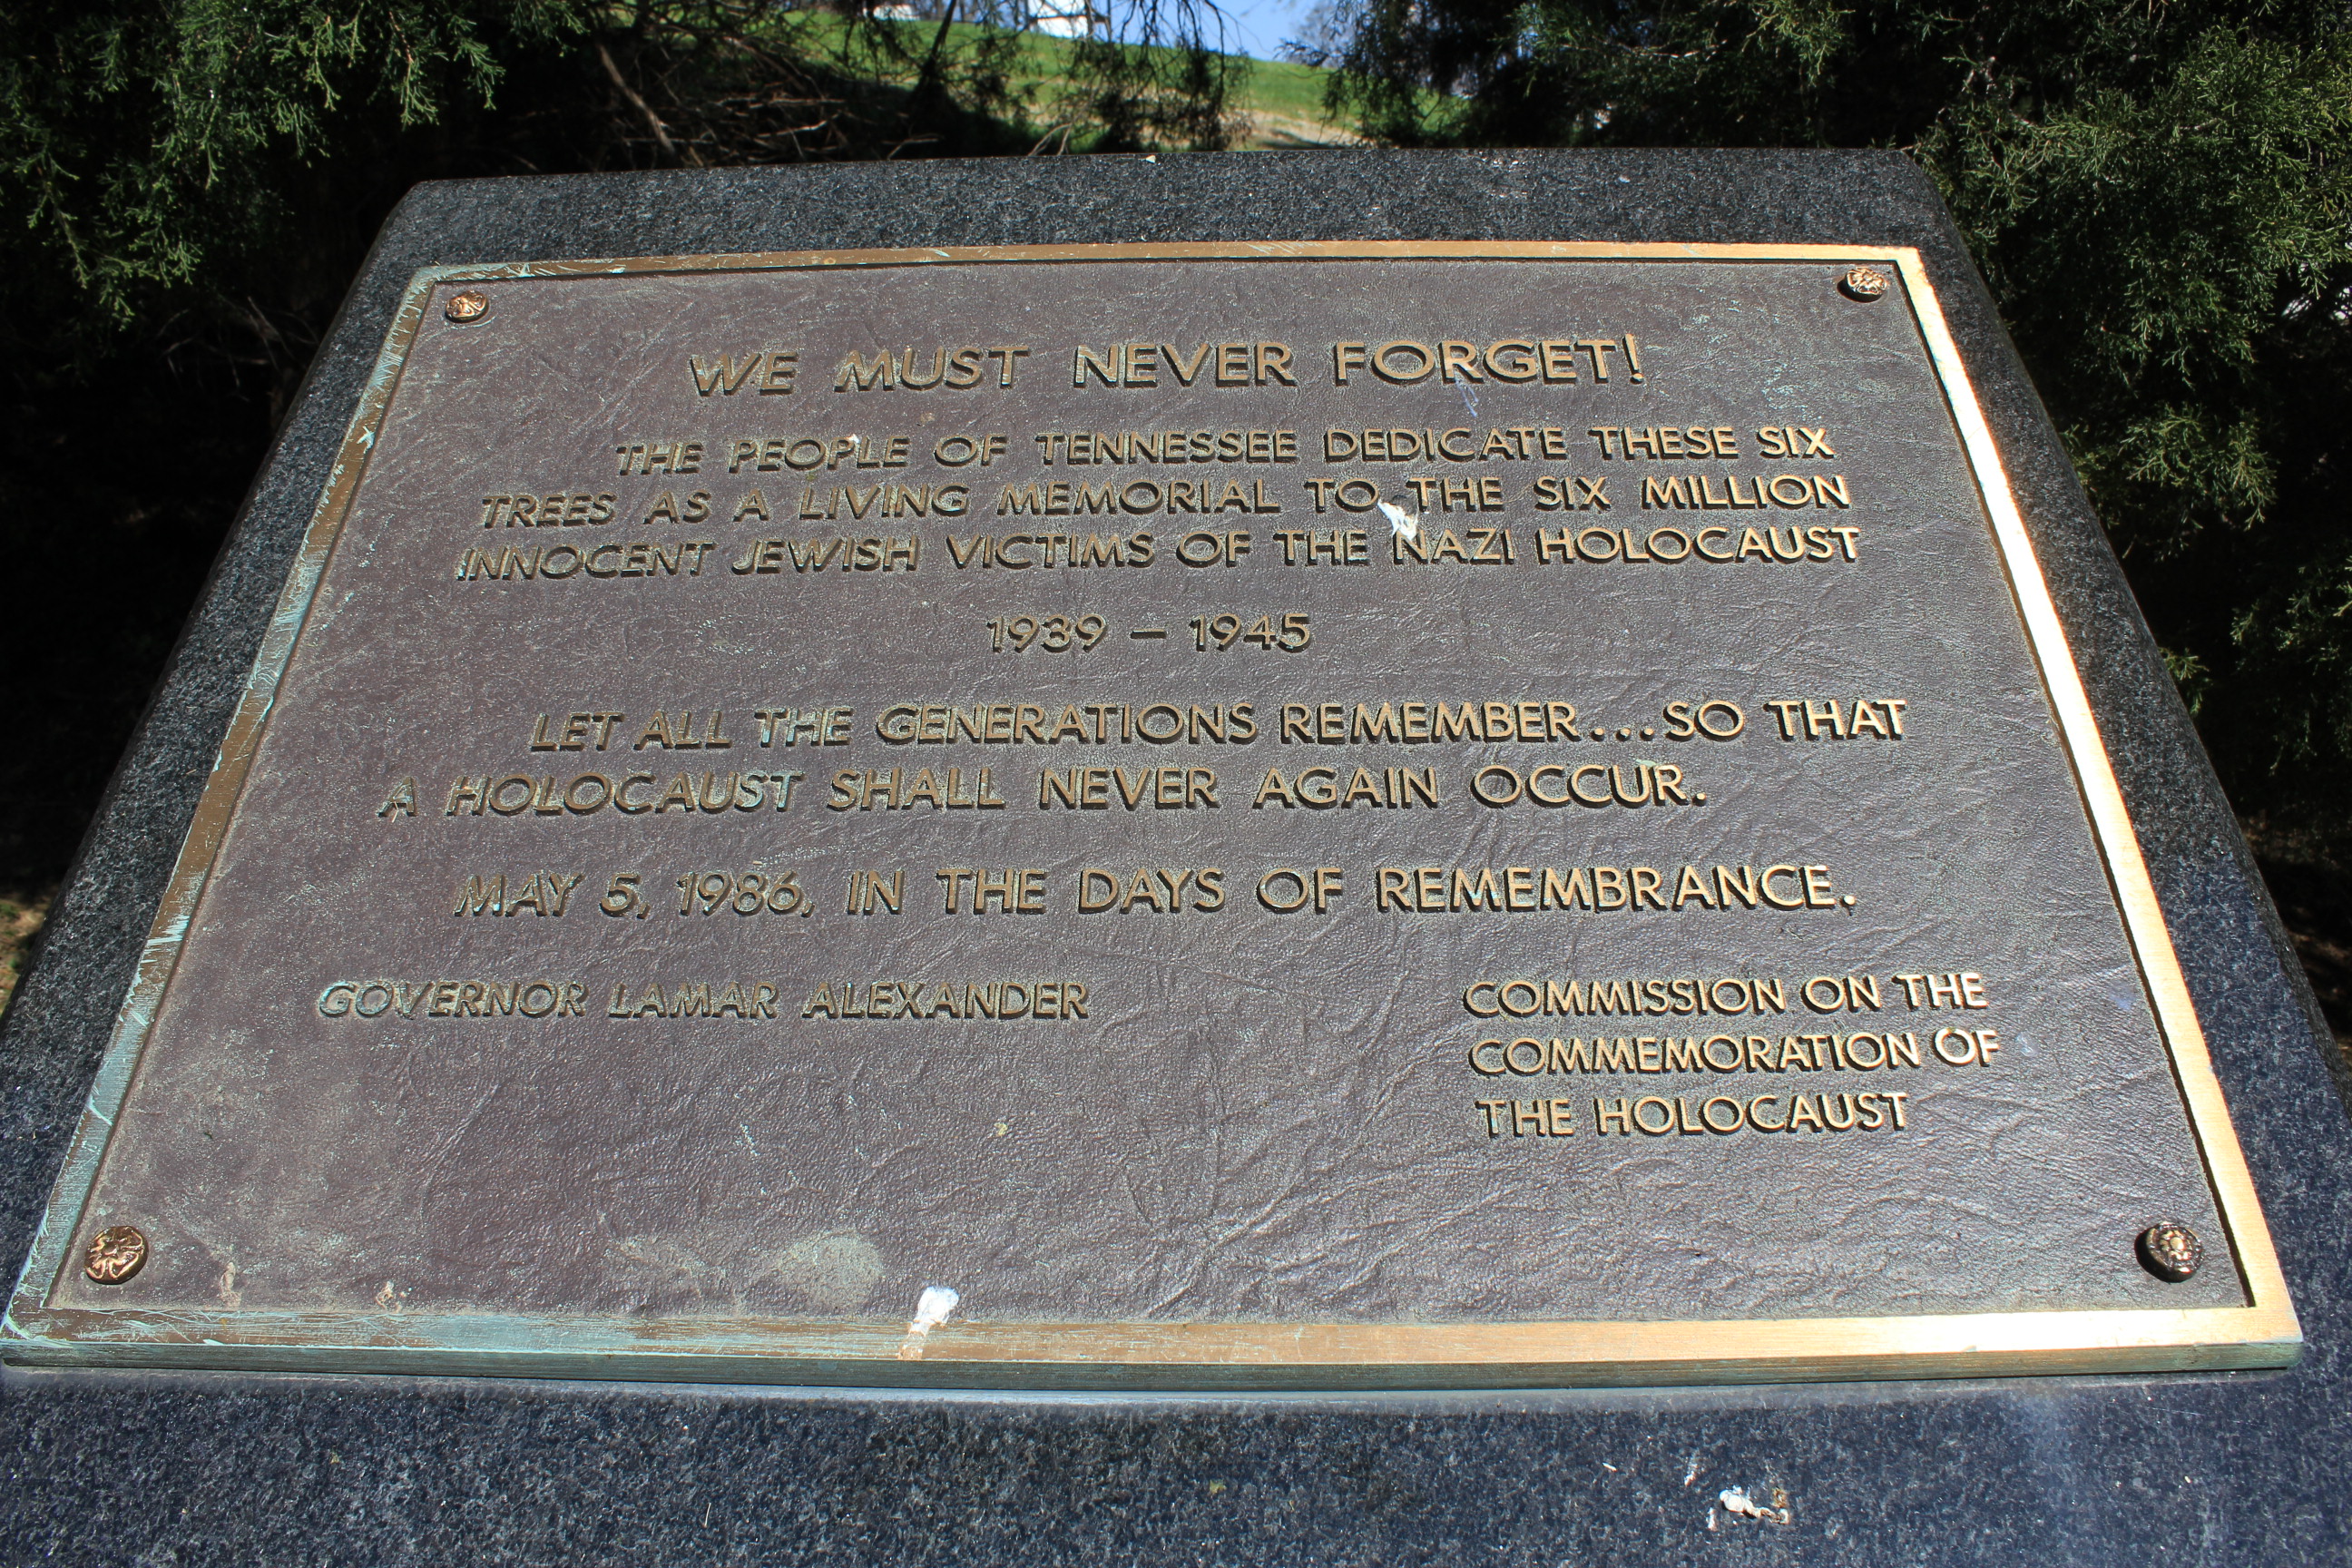 WE MUST NEVER FORGET!
THE PEOPLE OF TENNESSEE DEDICATE THESE SIX
TREES AS A LIVING MEMORIAL TO THE SIX MILLION
INNOCENT JEWISH VICTIMS OF THE NAZI HOLOCAUST
1939 – 1945
LET ALL THE GENERATIONS REMEMBER...SO THAT
A HOLOCAUST SHALL NEVER AGAIN OCCUR.
MAY 5, 1986, IN THE DAYS OF REMEMBRANCE.
GOVERNOR LAMAR ALEXANDER
COMMISSION ON THE
COMMEMORATION OF
THE HOLOCAUST